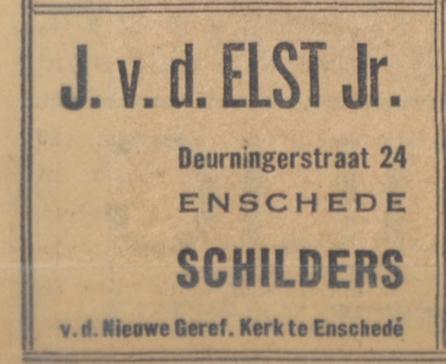 J. v. d. ELST Jr.
Deurningerstraat 24
ENSCHEDE
SCHILDERS
v. d. Nieuwe Geref. Kerk te Enschedé